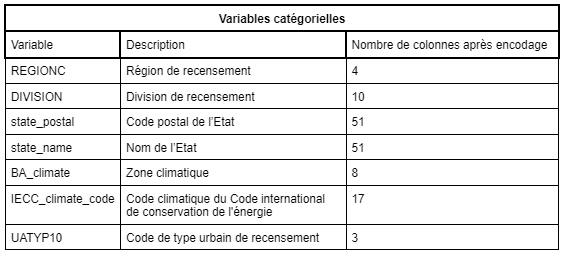 Variables catégorielles
Variable Description Nombre de colonnes après encodage
REGIONC Région de recensement 4
DIVISION Division de recensement 10
state_postal Code postal de l'Etat 51
state_name Nom de l'Etat 51
BA_climate Zone climatique 8
IECC_climate_code Code climatique du Code international 17
de conservation de l'énergie
UATYP10 Code de type urbain de recensement 3